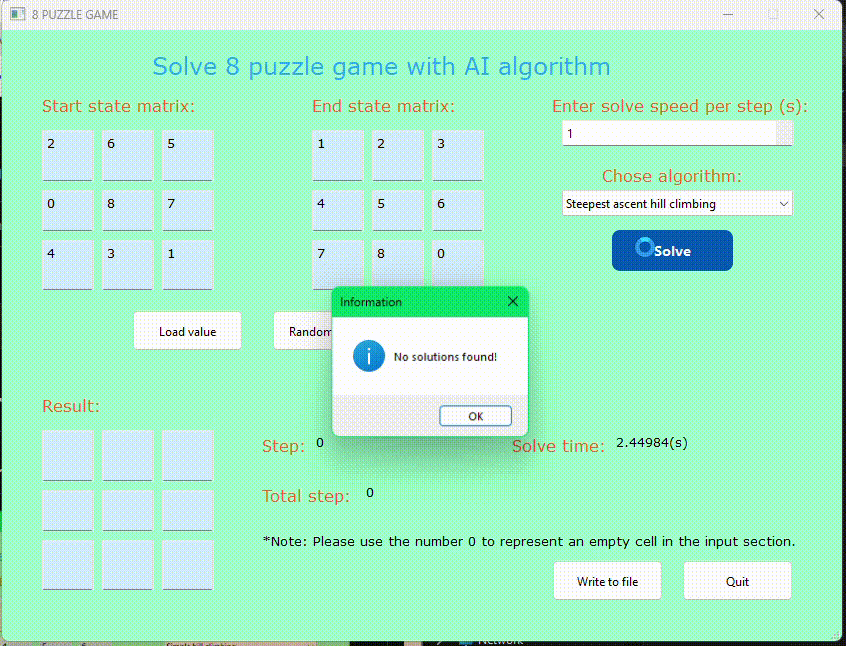 8 PUZZLE GAME
Solve 8 puzzle game with AI algorithm
Start state matrix:
End state matrix:
Enter solve speed per step (s):
2 6 5
1 2 3
1
Chose algorithm:
0 8 7
4 5 6
Steepest ascent hill climbing
4 3 1
7 8 0
Solve
Information
Load value
Random
No solutions found!
OK
Result:
Step: 0
Solve time: 2.44984(s)
Total step: 0
*Note: Please use the number 0 to represent an empty cell in the input section.
Write to file
Quit
Network